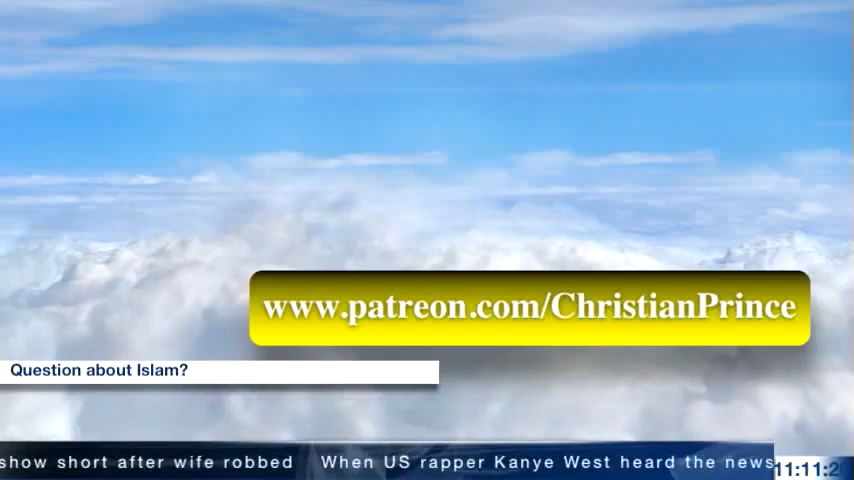 www.patreon.com/ChristianPrince
Question about Islam?
show short after wife robbed When US rapper Kanye West heard the news
11:11:2